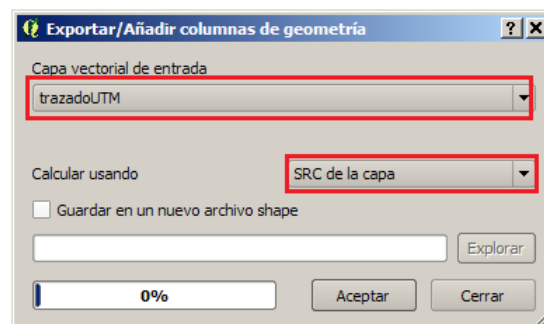 Exportar/Añadir columnas de geometría
Capa vectorial de entrada
trazadoUTM
Calcular usando SRC de la capa
Guardar en un nuevo archivo shape
Explorar
0% Aceptar Cerrar